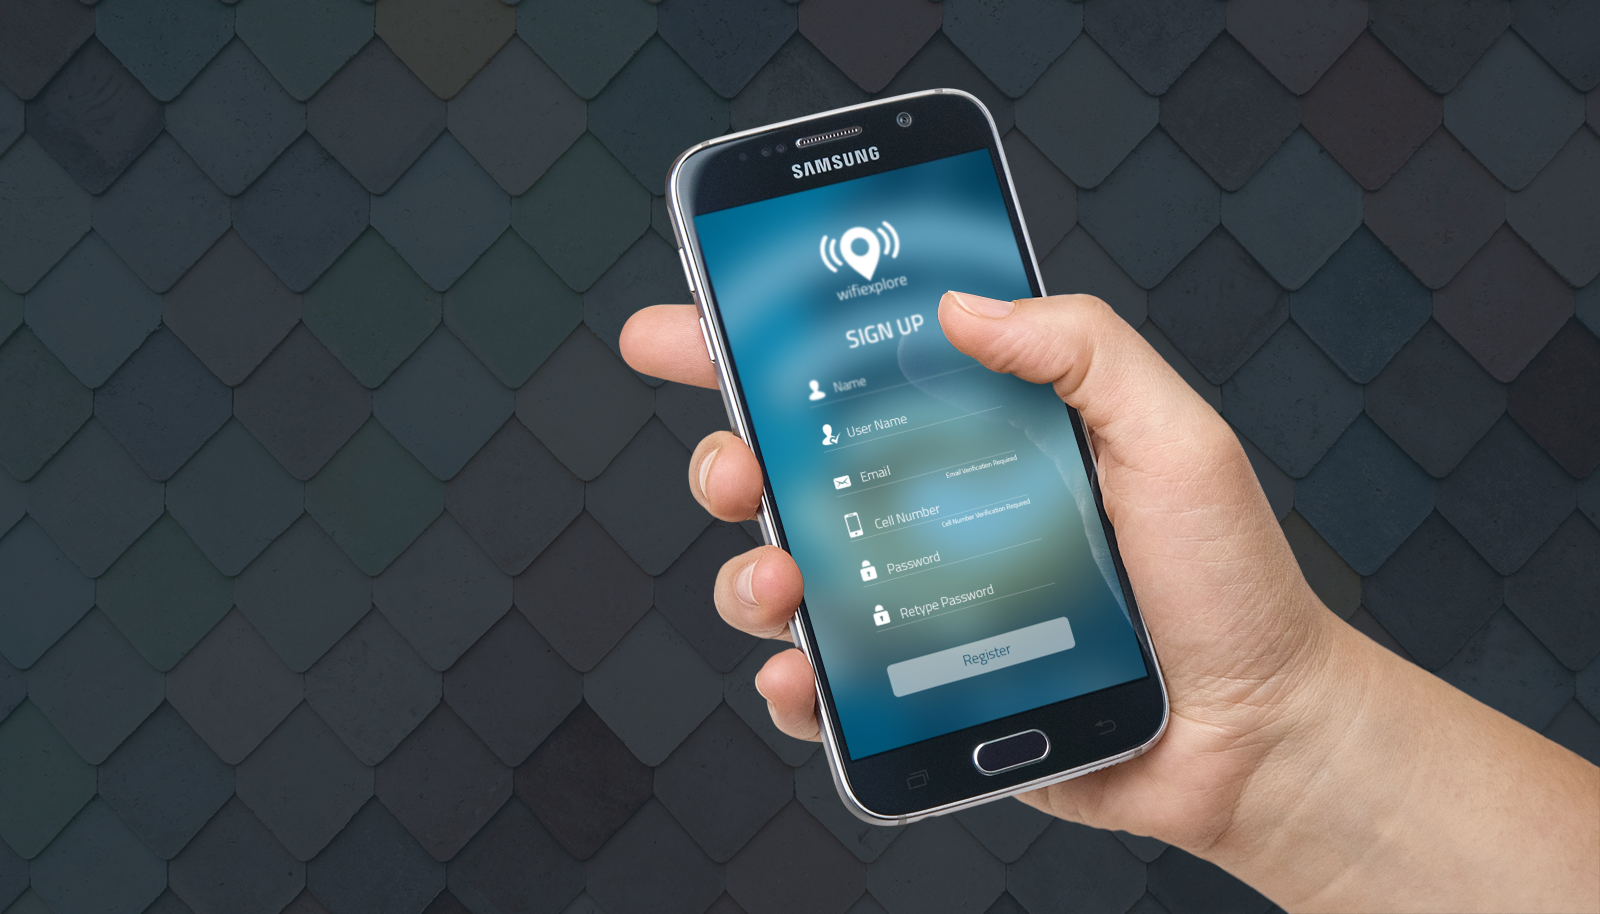 SAMSUNG
wifiexplore
SIGN UP
Name
User Name
Email
Email Verification Required
Cell Number
Cell Number Verification Required
Password
Retype Password
Register